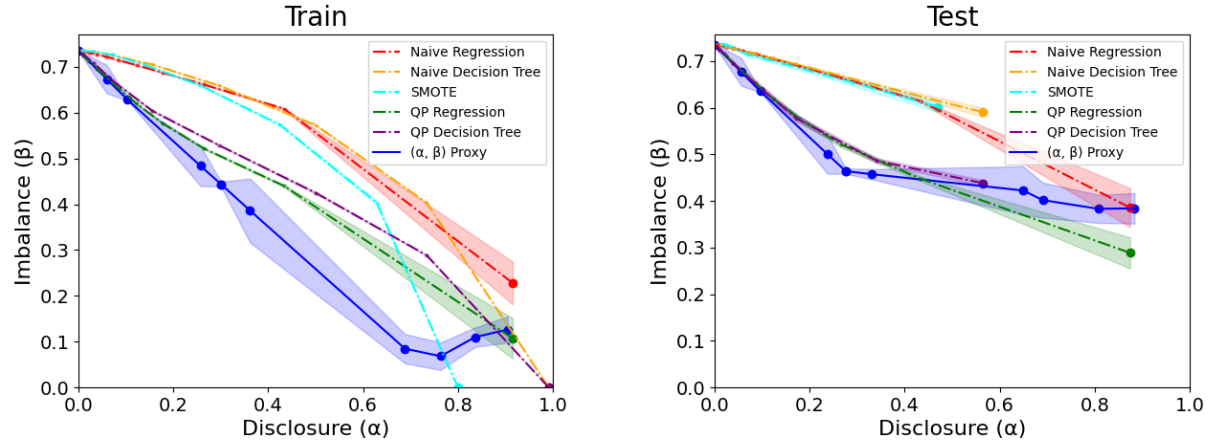 Train
Imbalance (β)
0.7
0.6
0.5
0.4
0.3
0.2
0.1
0.0
Naive Regression
Naive Decision Tree
SMOTE
QP Regression
QP Decision Tree
(α, β) Proxy
0.0 0.2 0.4 0.6 0.8 1.0
Disclosure (α)
Test
Imbalance (β)
0.7
0.6
0.5
0.4
0.3
0.2
0.1
0.0
Naive Regression
Naive Decision Tree
SMOTE
QP Regression
QP Decision Tree
(α, β) Proxy
0.0 0.2 0.4 0.6 0.8 1.0
Disclosure (α)